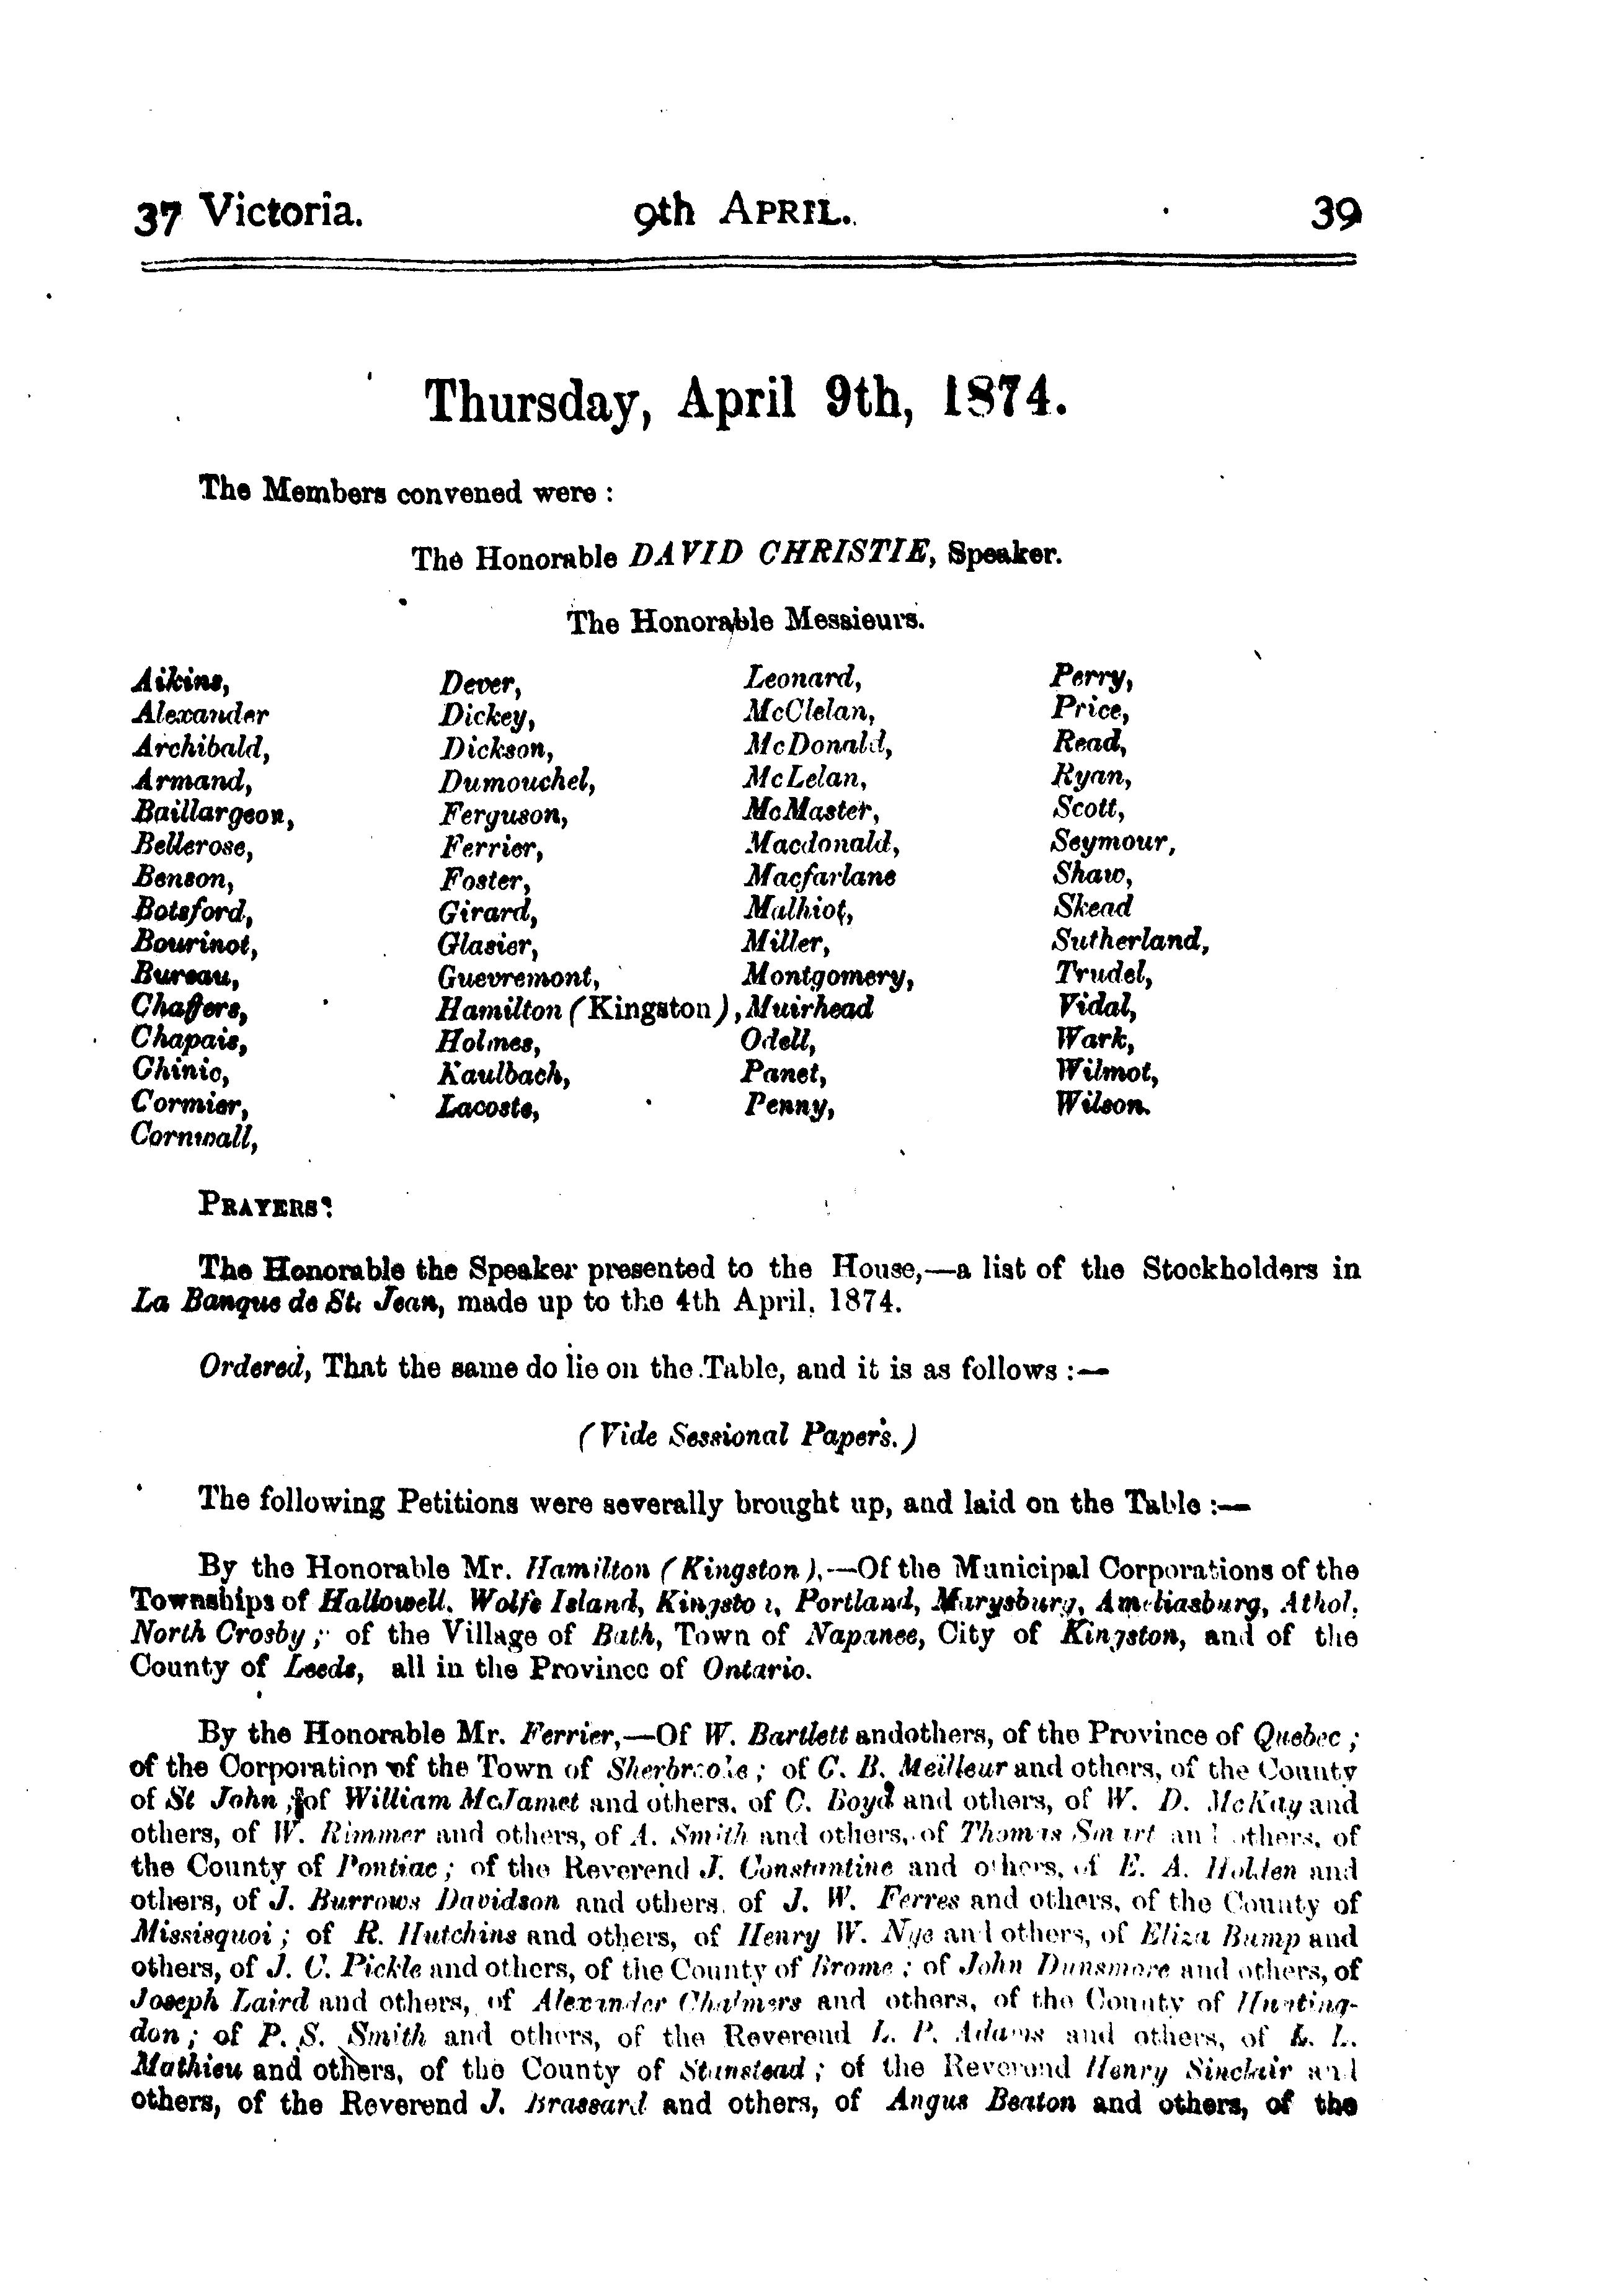 37 Victoria. 9th APRIL. 39
Thursday, April 9th, 1874.
The Members convened were :
The Honorable DAVID CHRISTIE, Speaker.
The Honorable Messieurs.
Aikins, Dever, Leonard, Perry,
Alexander Dickey, McClelan, Price,
Archibald, Dickson, McDonald, Read,
Armand, Dumouchel, McLelan, Ryan,
Baillargeon, Ferguson, McMaster, Scott,
Bellerose, Ferrier, Macdonald, Seymour,
Benson, Foster, Macfarlane Shaw,
Botsford, Girard, Malhiot, Skead
Bourinot, Glasier, Miller, Sutherland,
Bureau, Guevremont, Montgomery, Trudel,
Chaffers, Hamilton (Kingston), Muirhead Vidal,
Chapais, Holmes, Odell, Wark,
Chinic, Kaulbach, Panet, Wilmot,
Cormier, Lacoste, Penny, Wilson.
Cornwall,
PRAYERS:
The Honorable the Speaker presented to the House,—a list of the Stockholders in
La Banque de St. Jean, made up to the 4th April, 1874.
Ordered, That the same do lie on the Table, and it is as follows :—
(Vide Sessional Papers.)
The following Petitions were severally brought up, and laid on the Table :—
By the Honorable Mr. Hamilton (Kingston),—Of the Municipal Corporations of the
Townships of Hallowell, Wolfe Island, Kingston, Portland, Marysburg, Ameliasburg, Athol,
North Crosby ; of the Village of Bath, Town of Napanee, City of Kingston, and of the
County of Leeds, all in the Province of Ontario.
By the Honorable Mr. Ferrier,—Of W. Bartlett andothers, of the Province of Quebec ;
of the Corporation of the Town of Sherbrooke ; of C. B. Meilleur and others, of the County
of St John ; of William McJamet and others, of C. Boyd and others, of W. D. McKay and
others, of W. Rimmer and others, of A. Smith and others, of Thomas Smart and others, of
the County of Pontiac ; of the Reverend J. Constantine and others, of E. A. Holden and
others, of J. Burrows Davidson and others, of J. W. Ferres and others, of the County of
Missisquoi ; of R. Hutchins and others, of Henry W. Nye and others, of Eliza Bump and
others, of J. C. Pickle and others, of the County of Brome ; of John Dunsmore and others, of
Joseph Laird and others, of Alexander Chalmers and others, of the County of Hunting-
don ; of P. S. Smith and others, of the Reverend L. P. Adams and others, of L. L.
Mathieu and others, of the County of Stanstead ; of the Reverend Henry Sinclair and
others, of the Reverend J. Brassard and others, of Angus Beaton and others, of the